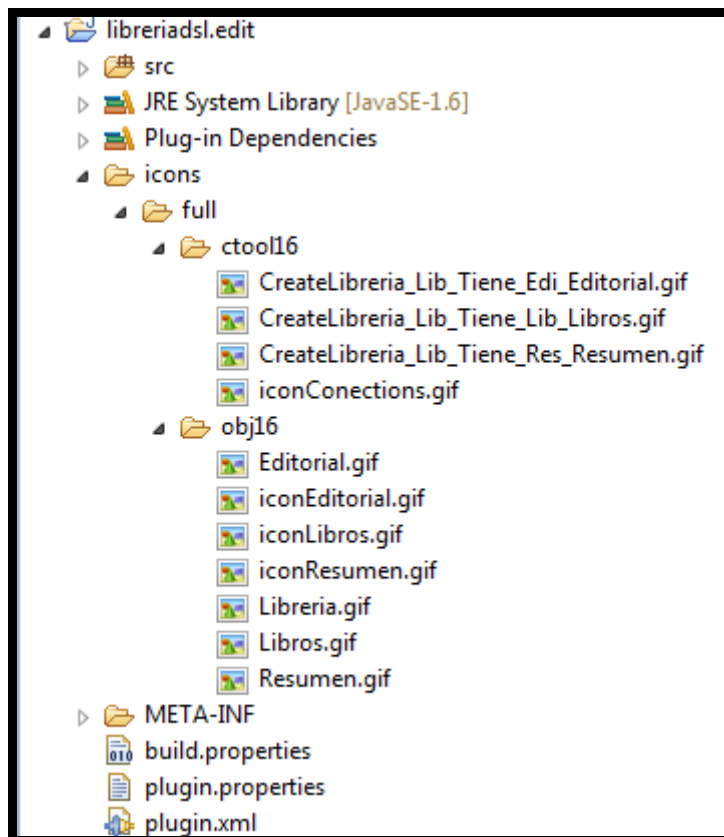 libreriadsl.edit
src
JRE System Library [JavaSE-1.6]
Plug-in Dependencies
icons
full
ctool16
CreateLibreria_Lib_Tiene_Edi_Editorial.gif
CreateLibreria_Lib_Tiene_Lib_Libros.gif
CreateLibreria_Lib_Tiene_Res_Resumen.gif
iconConections.gif
obj16
Editorial.gif
iconEditorial.gif
iconLibros.gif
iconResumen.gif
Libreria.gif
Libros.gif
Resumen.gif
META-INF
build.properties
plugin.properties
plugin.xml